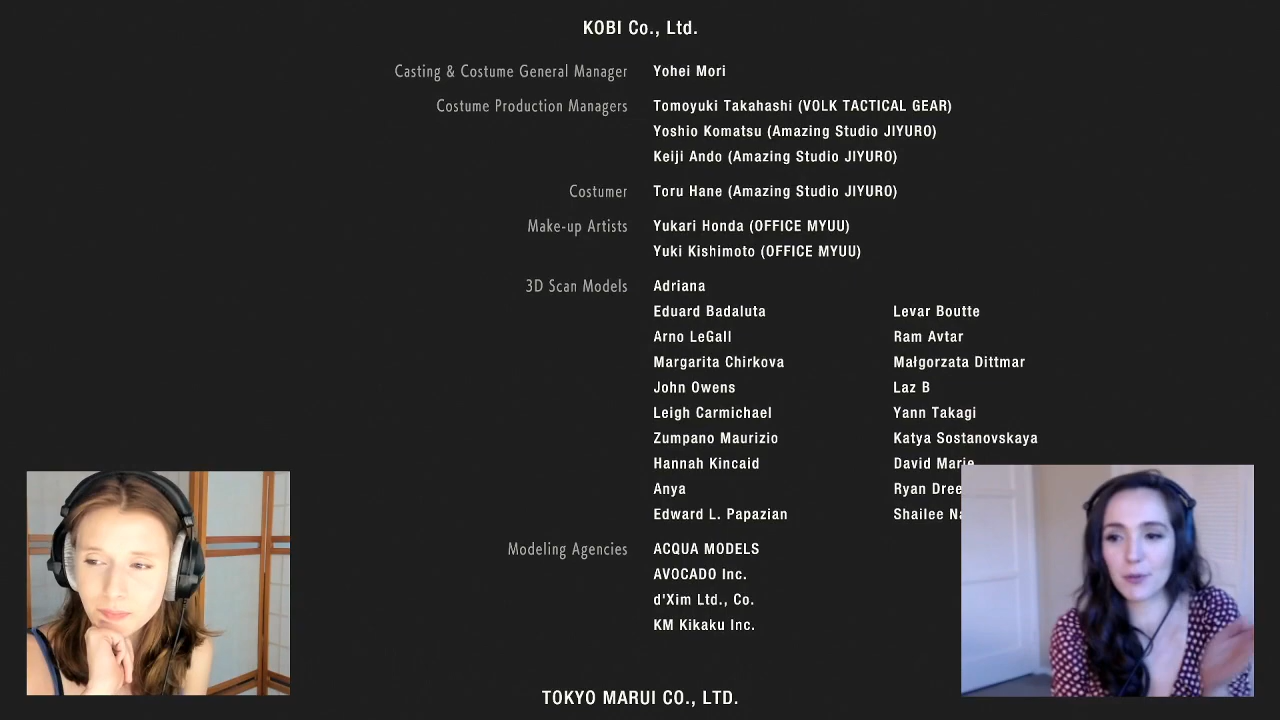 KOBI Co., Ltd.
Casting & Costume General Manager Yohei Mori
Costume Production Managers Tomoyuki Takahashi (VOLK TACTICAL GEAR)
Yoshio Komatsu (Amazing Studio JIYURO)
Keiji Ando (Amazing Studio JIYURO)
Costumer Toru Hane (Amazing Studio JIYURO)
Make-up Artists Yukari Honda (OFFICE MYUU)
Yuki Kishimoto (OFFICE MYUU)
3D Scan Models Adriana
Eduard Badaluta Levar Boutte
Arno LeGall Ram Avtar
Margarita Chirkova Małgorzata Dittmar
John Owens Laz B
Leigh Carmichael Yann Takagi
Zumpano Maurizio Katya Sostanovskaya
Hannah Kincaid David Marie
Anya Ryan
Edward L. Papazian Shailee
Modeling Agencies ACQUA MODELS
AVOCADO Inc.
d'Xim Ltd., Co.
KM Kikaku Inc.
TOKYO MARUI CO., LTD.